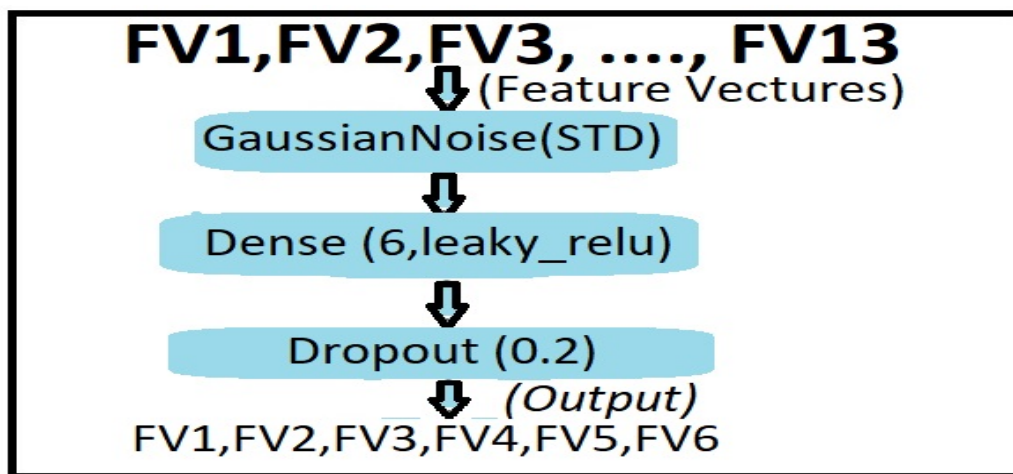 FV1,FV2,FV3, ...., FV13
(Feature Vectures)
GaussianNoise(STD)
Dense (6,leaky_relu)
Dropout (0.2)
(Output)
FV1,FV2,FV3,FV4,FV5,FV6